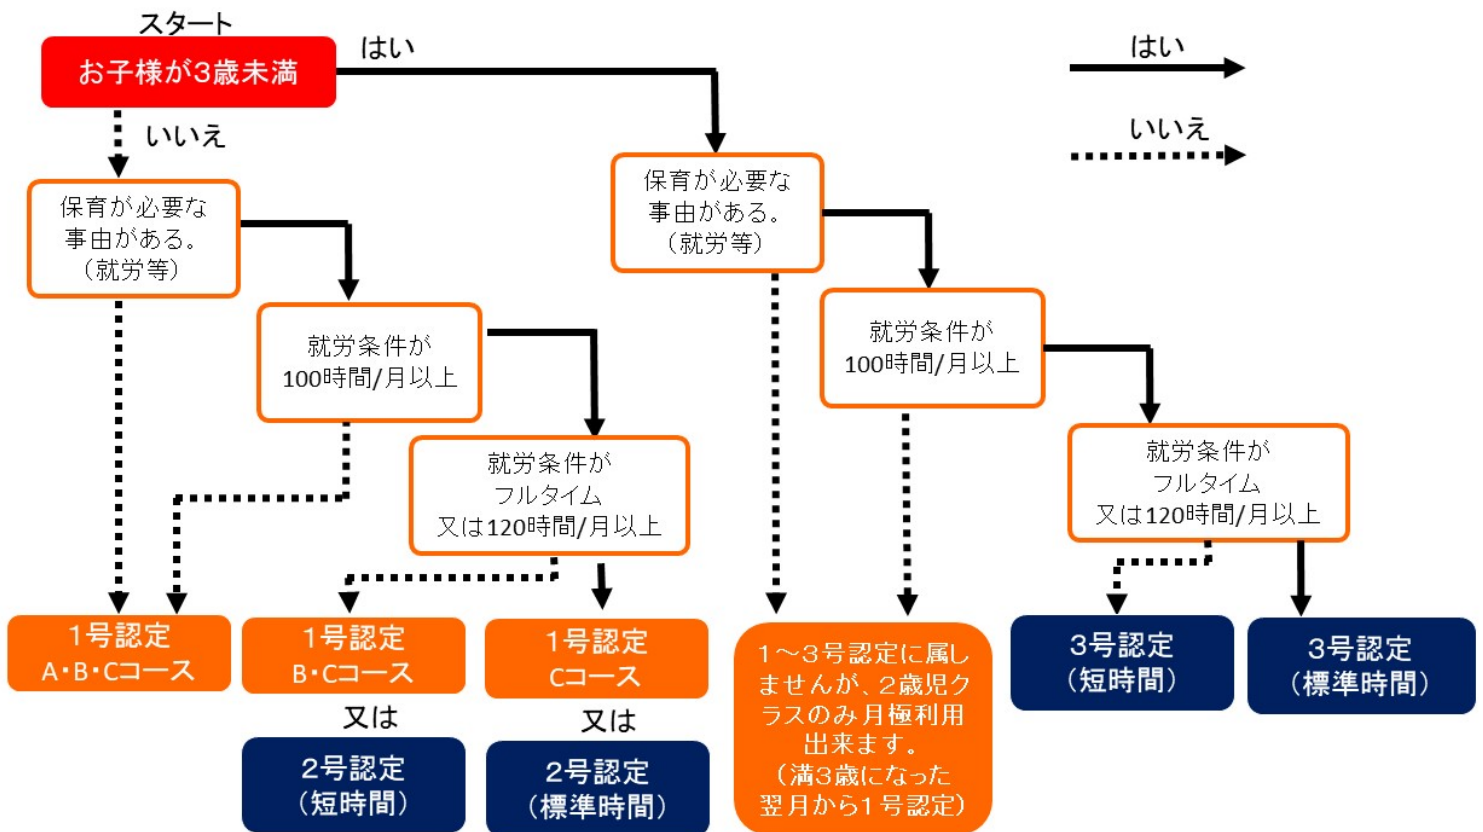 スタート
お子様が3歳未満
はい
いいえ
はい
いいえ
保育が必要な
事由がある。
（就労等）
就労条件が
100時間/月以上
就労条件が
フルタイム
又は120時間/月以上
保育が必要な
事由がある。
（就労等）
就労条件が
100時間/月以上
就労条件が
フルタイム
又は120時間/月以上
1号認定
A・B・Cコース
1号認定
B・Cコース
又は
2号認定
（短時間）
1号認定
Cコース
又は
2号認定
（標準時間）
１～３号認定に属し
ませんが、２歳児ク
ラスのみ月極利用
出来ます。
（満３歳になった
翌月から１号認定）
3号認定
（短時間）
3号認定
（標準時間）